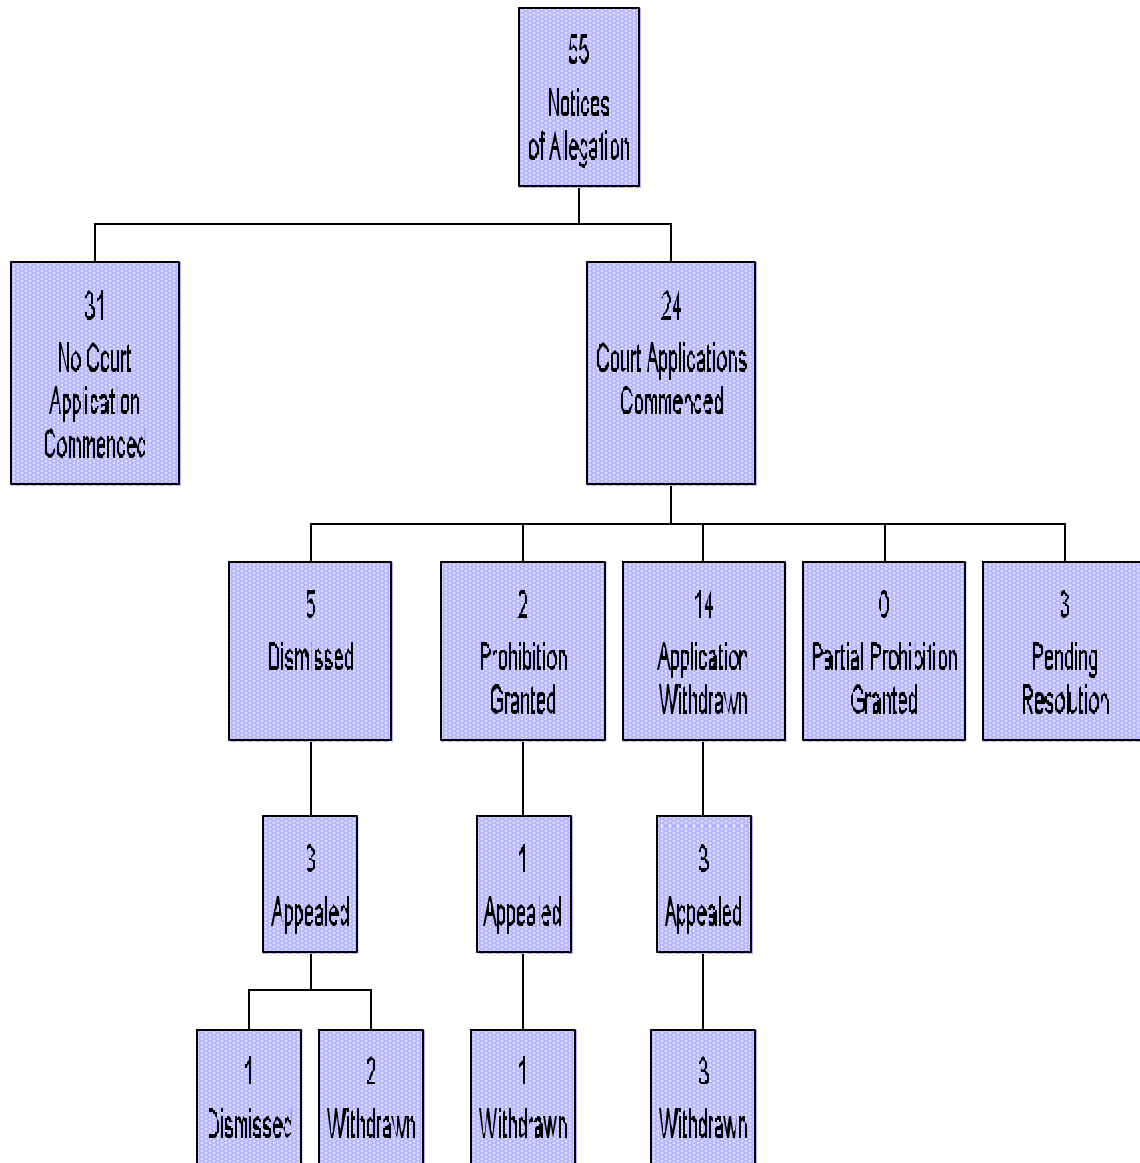 55
Notices
of Allegation
31
No Court
Application
Commenced
24
Court Applications
Commenced
5
Dismissed
2
Prohibition
Granted
14
Application
Withdrawn
0
Partial Prohibition
Granted
3
Pending
Resolution
3
Appealed
1
Appealed
3
Appealed
1
Dismissed
2
Withdrawn
1
Withdrawn
3
Withdrawn